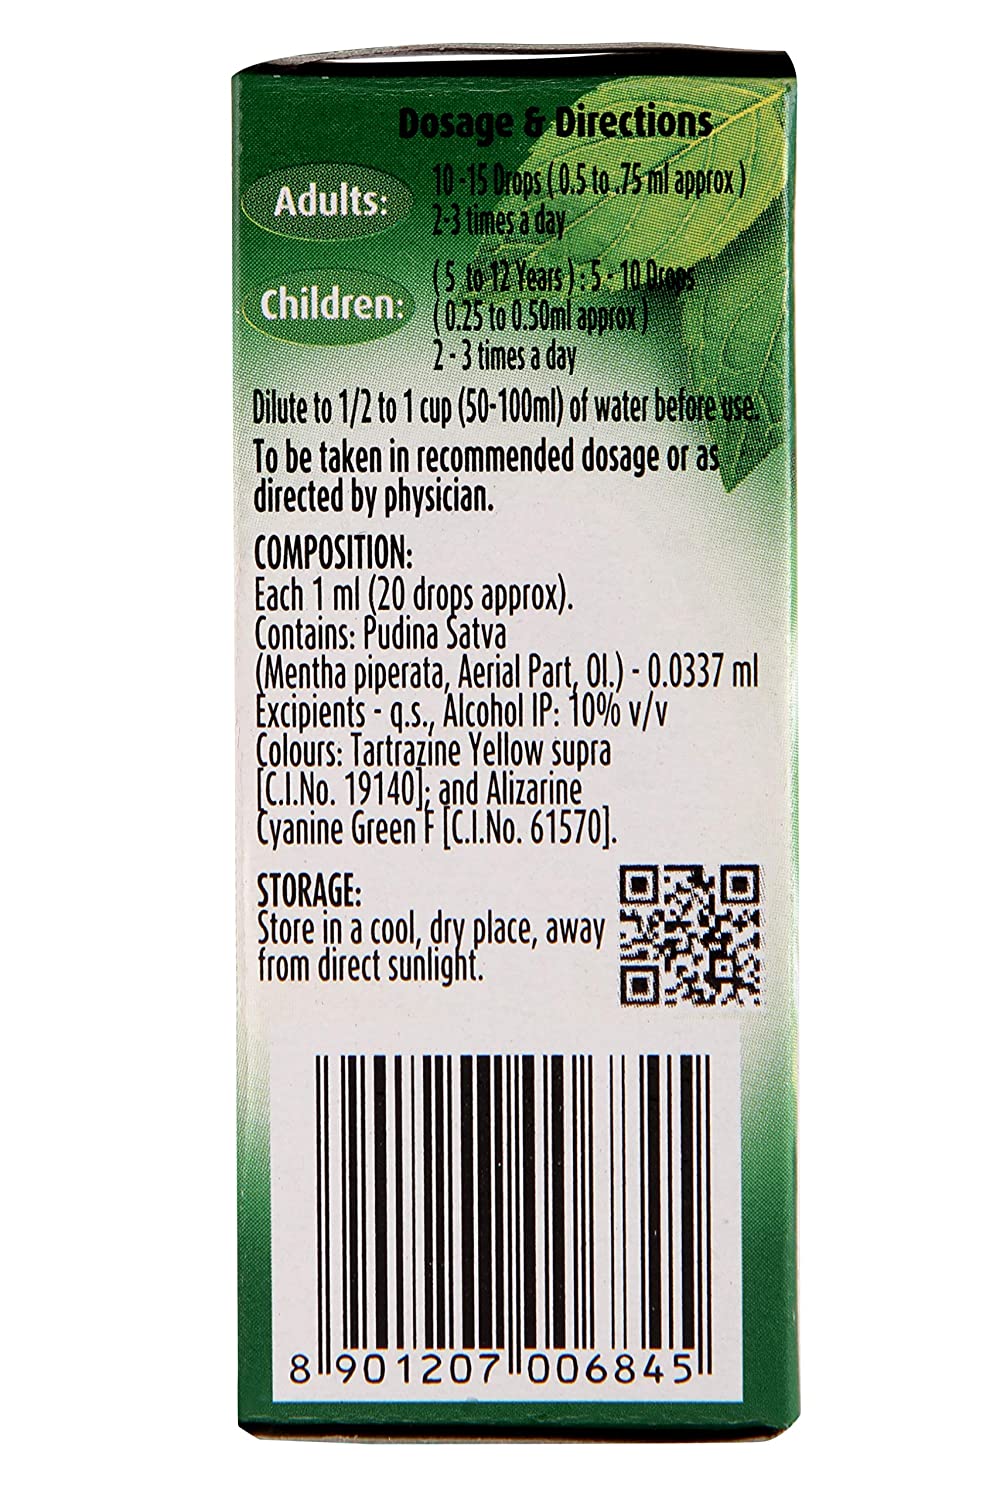 Dosage & Directions
Adults:
10-15 Drops ( 0.5 to .75 ml approx )
2-3 times a day
Children:
( 5 to 12 Years ) : 5 - 10 Drops
( 0.25 to 0.50ml approx )
2 - 3 times a day
Dilute to 1/2 to 1 cup (50-100ml) of water before use.
To be taken in recommended dosage or as
directed by physician.
COMPOSITION:
Each 1 ml (20 drops approx).
Contains: Pudina Satva
(Mentha piperata, Aerial Part, Ol.) - 0.0337 ml
Excipients - q.s., Alcohol IP: 10% v/v
Colours: Tartrazine Yellow supra
[C.I.No. 19140]; and Alizarine
Cyanine Green F [C.I.No. 61570].
STORAGE:
Store in a cool, dry place, away
from direct sunlight.
8 901207 006845